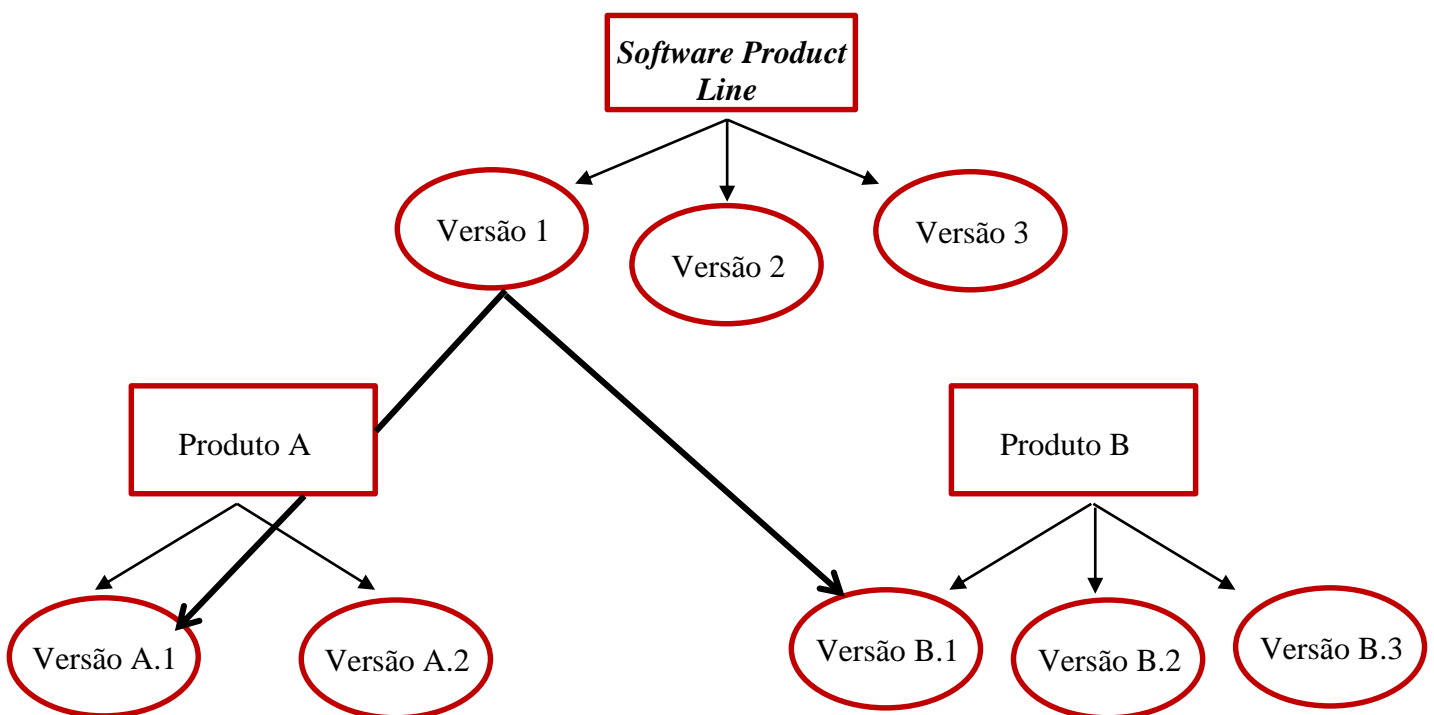 Software Product
Line
Versão 1
Versão 2
Versão 3
Produto A
Produto B
Versão A.1
Versão A.2
Versão B.1
Versão B.2
Versão B.3